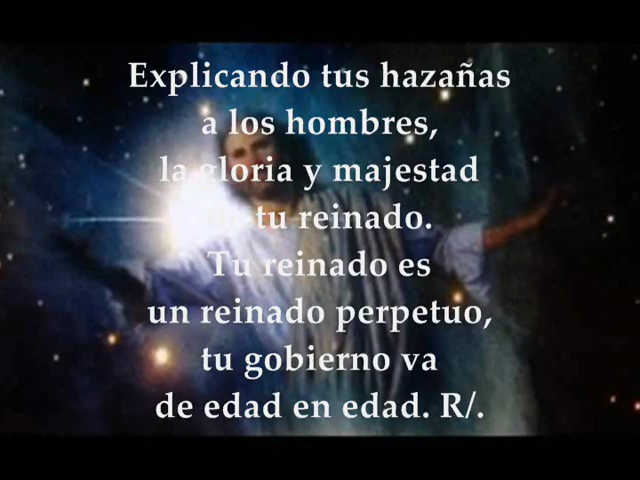 Explicando tus hazañas
a los hombres,
la gloria y majestad
de tu reinado.
Tu reinado es
un reinado perpetuo,
tu gobierno va
de edad en edad. R/.